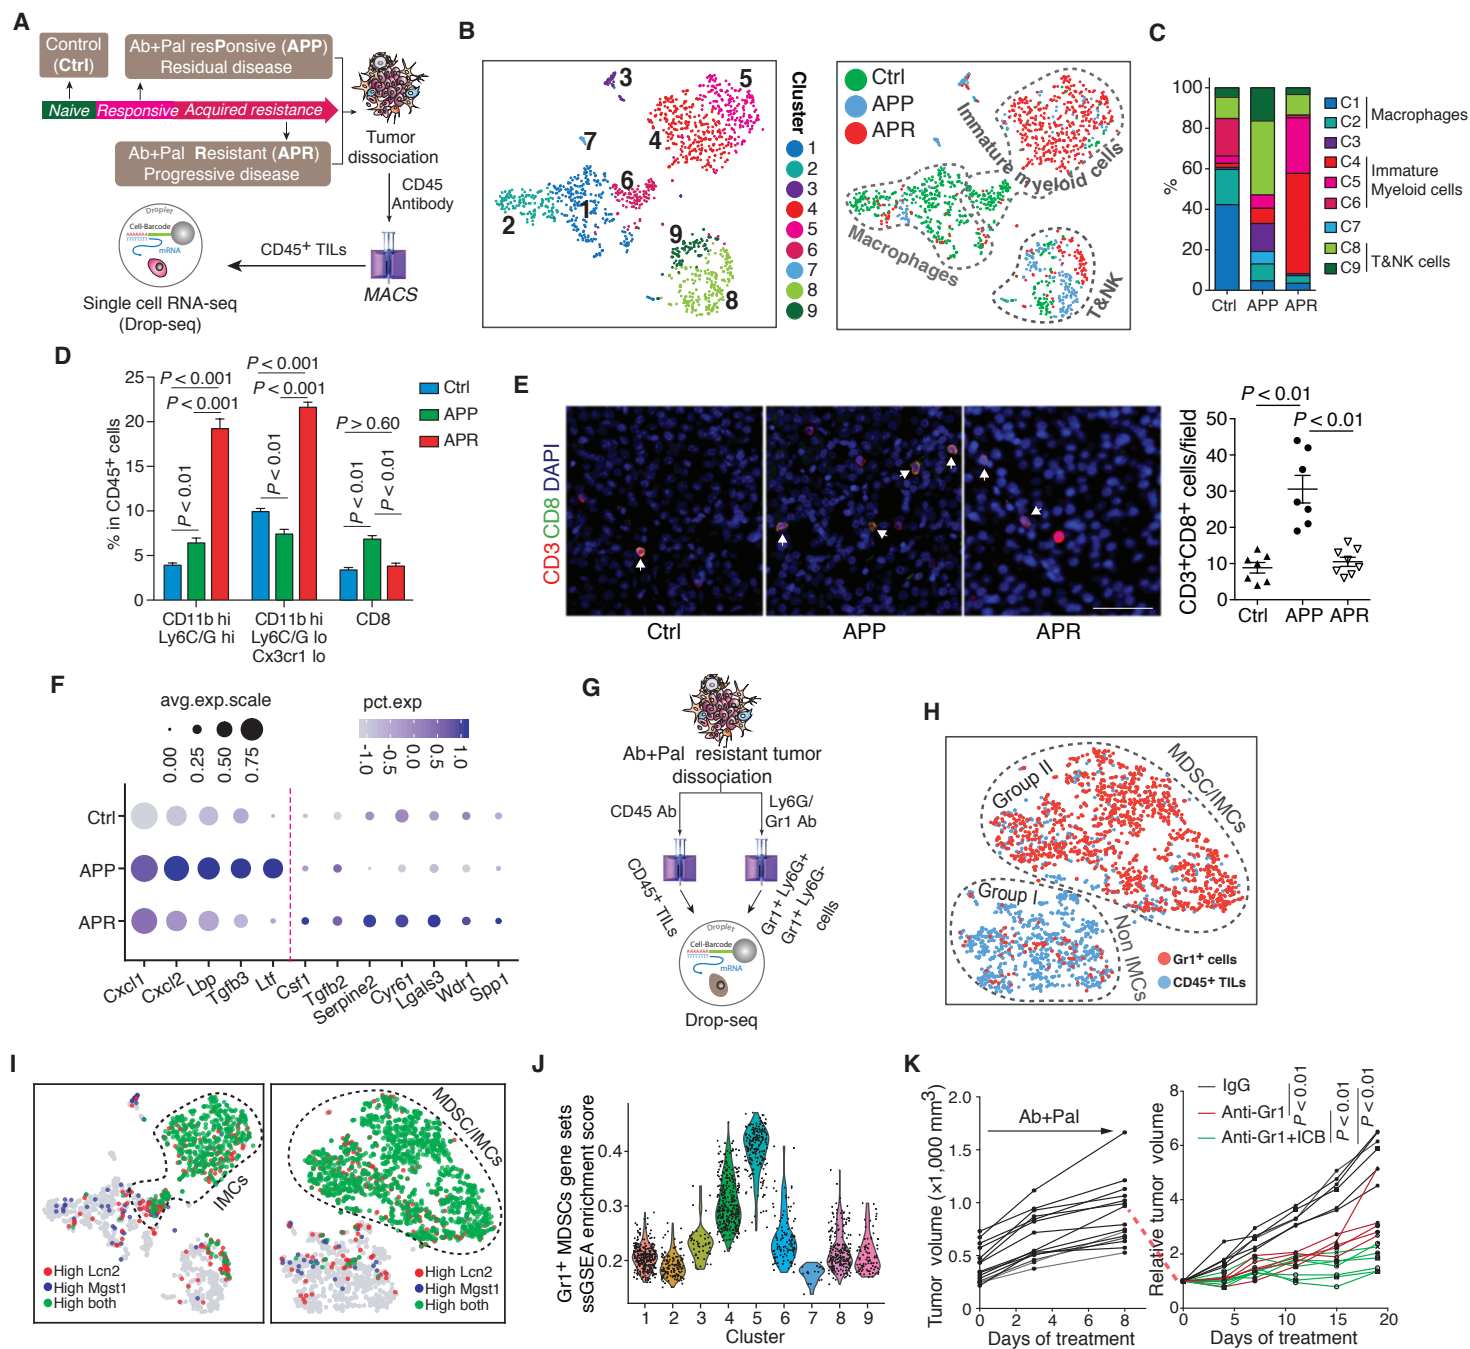 A
Control
(Ctrl)
Ab+Pal resPonsive (APP)
Residual disease
Naive Responsive Acquired resistance
Ab+Pal Resistant (APR)
Progressive disease
Tumor
dissociation
CD45
Antibody
MACS
CD45+ TILs
Droplet
Cell-Barcode
AAAAAAA
TTTTTTT
mRNA
Single cell RNA-seq
(Drop-seq)
B
1
2
3
4
5
6
7
8
9
Cluster
1
2
3
4
5
6
7
8
9
Ctrl
APP
APR
Immature myeloid cells
Macrophages
T&NK
C
100
80
60
40
20
0
%
Ctrl APP APR
C1
C2
C3
C4
C5
C6
C7
C8
C9
Macrophages
Immature
Myeloid cells
T&NK cells
D
% in CD45+ cells
25
20
15
10
5
0
P < 0.001
P < 0.001
P < 0.01
P < 0.001
P < 0.001
P < 0.01
P > 0.60
P < 0.01
P < 0.01
Ctrl
APP
APR
CD11b hi
Ly6C/G hi
CD11b hi
Ly6C/G lo
Cx3cr1 lo
CD8
E
CD3 CD8 DAPI
Ctrl APP APR
CD3+CD8+ cells/field
50
40
30
20
10
0
P < 0.01
P < 0.01
Ctrl APP APR
F
avg.exp.scale
0.00 0.25 0.50 0.75
pct.exp
-1.0 -0.5 0.0 0.5 1.0
Ctrl
APP
APR
Cxcl1 Cxcl2 Lbp Tgfb3 Ltf Csf1 Tgfb2 Serpine2 Cyr61 Lgals3 Wdr1 Spp1
G
Ab+Pal resistant tumor
dissociation
CD45 Ab
Ly6G/
Gr1 Ab
CD45+ TILs
Gr1+ Ly6G+
Gr1+ Ly6G-
cells
Droplet
Cell-Barcode
AAAAAAA
TTTTTTT
mRNA
Drop-seq
H
Group II
MDSC/IMCs
Group I
Non IMCs
Gr1+ cells
CD45+ TILs
I
IMCs
High Lcn2
High Mgst1
High both
MDSC/IMCs
High Lcn2
High Mgst1
High both
J
Gr1+ MDSCs gene sets
ssGSEA enrichment score
0.4
0.3
0.2
1 2 3 4 5 6 7 8 9
Cluster
K
Tumor volume (×1,000 mm3)
2.0
1.5
1.0
0.5
0
Ab+Pal
0 2 4 6 8
Days of treatment
Relative tumor volume
8
6
4
2
0
IgG
Anti-Gr1
Anti-Gr1+ICB
P < 0.01
P < 0.01
P < 0.01
0 5 10 15 20
Days of treatment